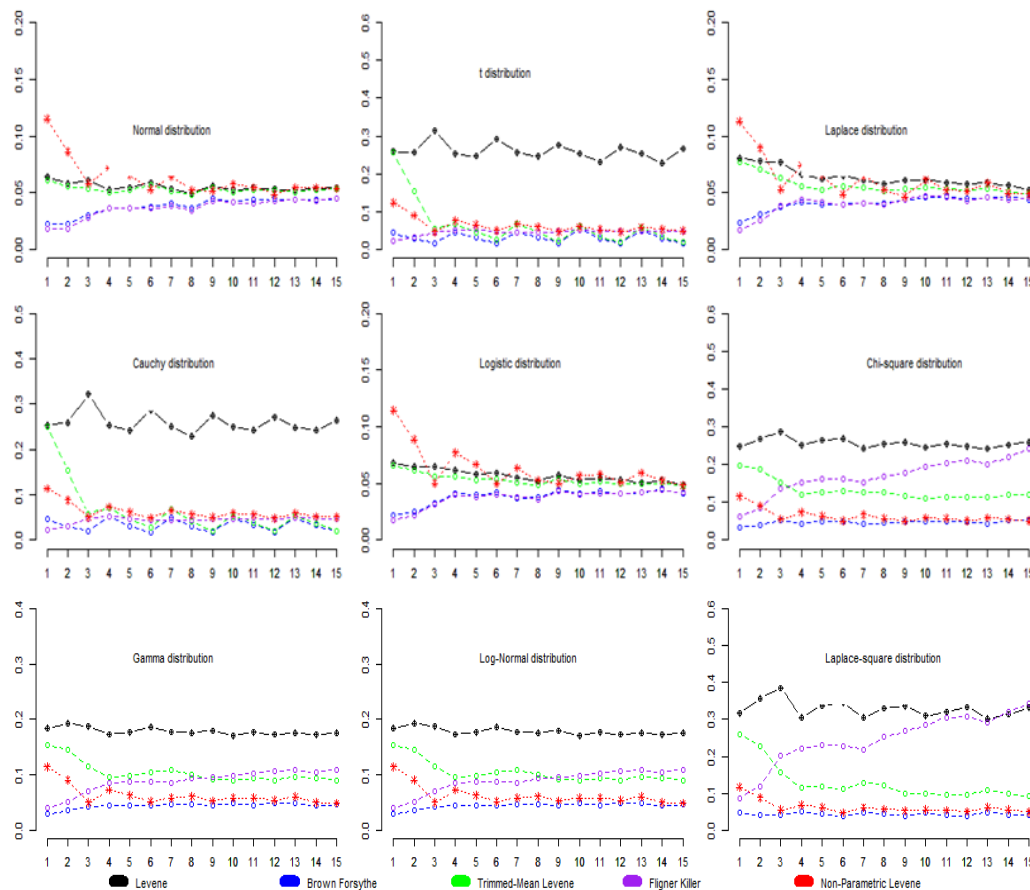 0.20
0.15
0.10
0.05
0.00
Normal distribution
1 2 3 4 5 6 7 8 9 10 11 12 13 14 15
0.6
0.5
0.4
0.3
0.2
0.1
0.0
t distribution
1 2 3 4 5 6 7 8 9 10 11 12 13 14 15
0.20
0.15
0.10
0.05
0.00
Laplace distribution
1 2 3 4 5 6 7 8 9 10 11 12 13 14 15
0.5
0.4
0.3
0.2
0.1
0.0
Cauchy distribution
1 2 3 4 5 6 7 8 9 10 11 12 13 14 15
0.20
0.15
0.10
0.05
0.00
Logistic distribution
1 2 3 4 5 6 7 8 9 10 11 12 13 14 15
0.6
0.5
0.4
0.3
0.2
0.1
0.0
Chi-square distribution
1 2 3 4 5 6 7 8 9 10 11 12 13 14 15
0.4
0.3
0.2
0.1
0.0
Gamma distribution
1 2 3 4 5 6 7 8 9 10 11 12 13 14 15
0.4
0.3
0.2
0.1
0.0
Log-Normal distribution
1 2 3 4 5 6 7 8 9 10 11 12 13 14 15
0.6
0.5
0.4
0.3
0.2
0.1
0.0
Laplace-square distribution
1 2 3 4 5 6 7 8 9 10 11 12 13 14 15
Levene Brown Forsythe Trimmed-Mean Levene Fligner Killer Non-Parametric Levene